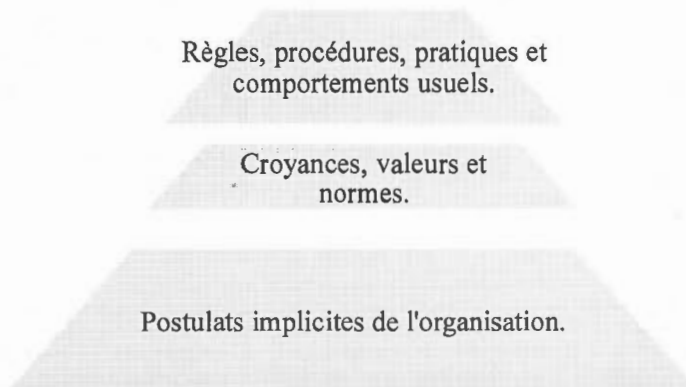 Règles, procédures, pratiques et
comportements usuels.
Croyances, valeurs et
normes.
Postulats implicites de l'organisation.